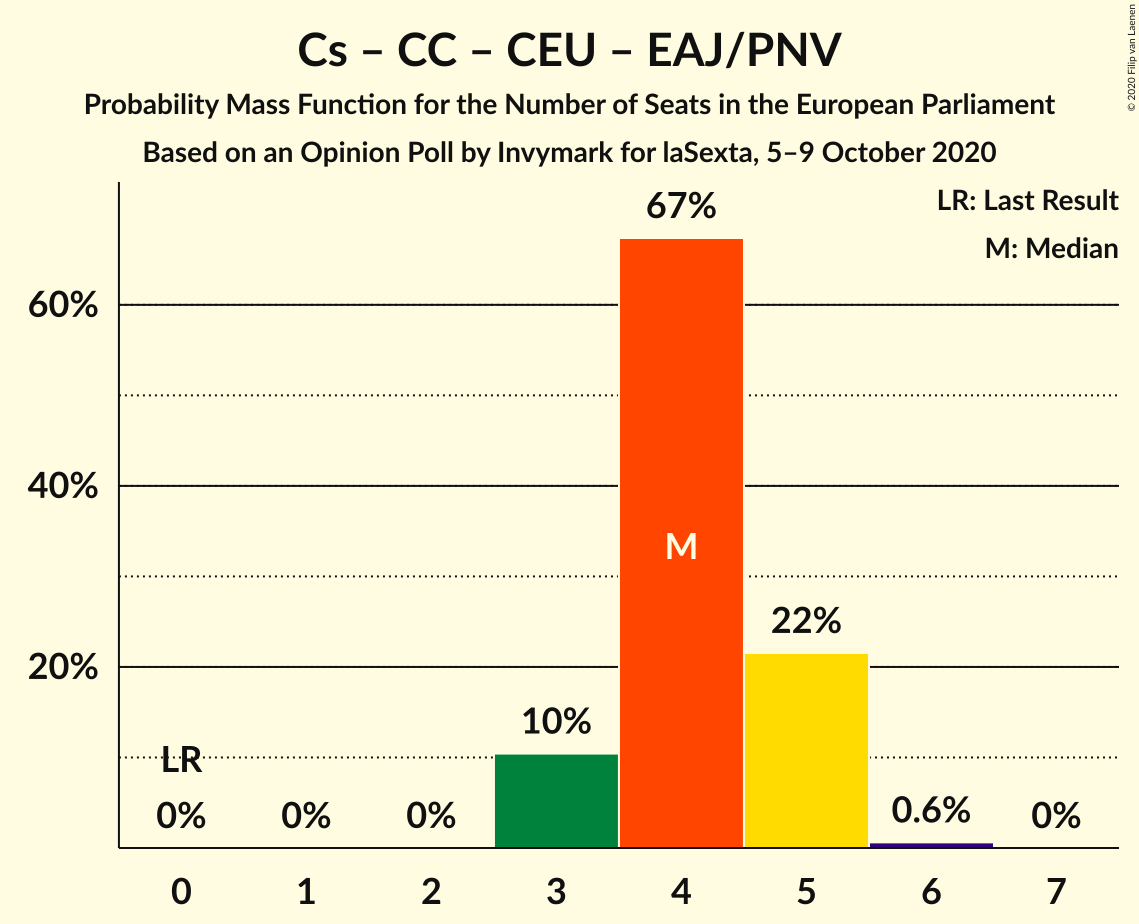 Cs – CC – CEU – EAJ/PNV
Probability Mass Function for the Number of Seats in the European Parliament
Based on an Opinion Poll by Invymark for laSexta, 5–9 October 2020
© 2020 Filip van Laenen
LR: Last Result
M: Median
67%
60%
40%
M
22%
20%
10%
LR
0% 0% 0% 0.6% 0%
0 1 2 3 4 5 6 7